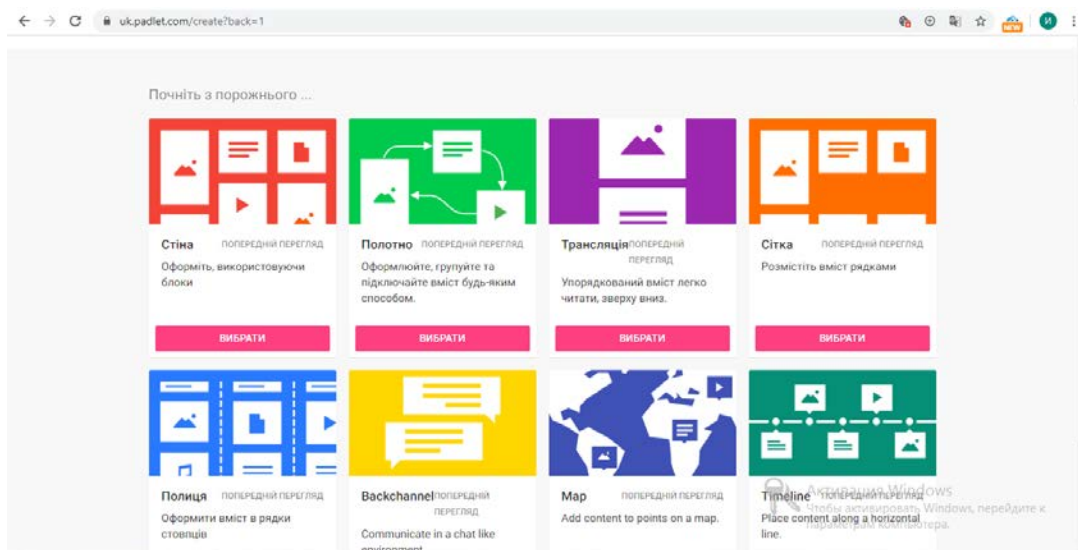 uk.padlet.com/create?back=1
NEW
И
Почніть з порожнього ...
Стіна ПОПЕРЕДНІЙ ПЕРЕГЛЯД
Оформіть, використовуючи
блоки
ВИБРАТИ
Полотно ПОПЕРЕДНІЙ ПЕРЕГЛЯД
Оформлюйте, групуйте та
підключайте вміст будь-яким
способом.
ВИБРАТИ
Трансляція ПОПЕРЕДНІЙ
ПЕРЕГЛЯД
Упорядкований вміст легко
читати, зверху вниз.
ВИБРАТИ
Сітка ПОПЕРЕДНІЙ ПЕРЕГЛЯД
Розмістіть вміст рядками
ВИБРАТИ
Полиця ПОПЕРЕДНІЙ ПЕРЕГЛЯД
Оформити вміст в рядки
стовпців
Backchannel ПОПЕРЕДНІЙ
ПЕРЕГЛЯД
Communicate in a chat like
environment
Map ПОПЕРЕДНІЙ ПЕРЕГЛЯД
Add content to points on a map.
Timeline ПОПЕРЕДНІЙ ПЕРЕГЛЯД
Place content along a horizontal
line.
Активация Windows
Чтобы активировать Windows, перейдите к
параметрам компьютера.